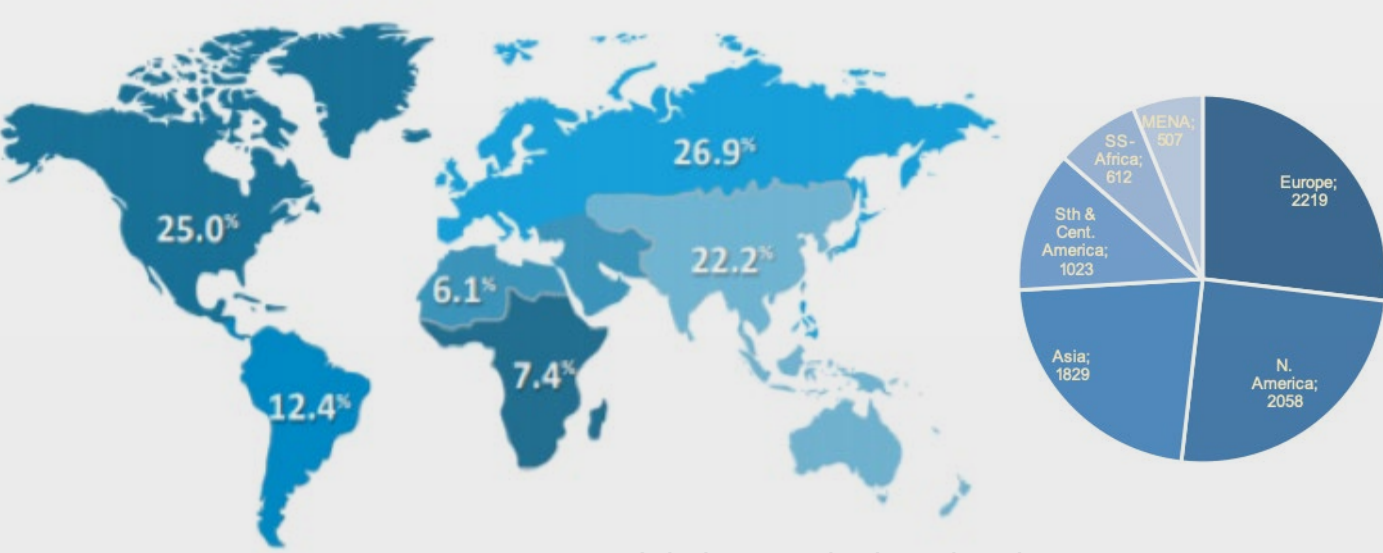 25.0%
12.4%
26.9%
22.2%
6.1%
7.4%
MENA;
507
SS-
Africa;
612
Europe;
2219
Sth &
Cent.
America;
1023
Asia;
1829
N.
America;
2058